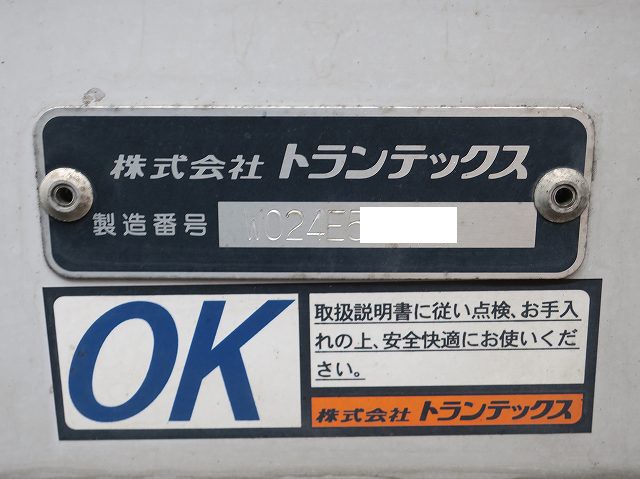 株式会社 トランテックス
製造番号 W024E5
OK
取扱説明書に従い点検、お手入
れの上、安全快適にお使いくだ
さい。
株式会社 トランテックス